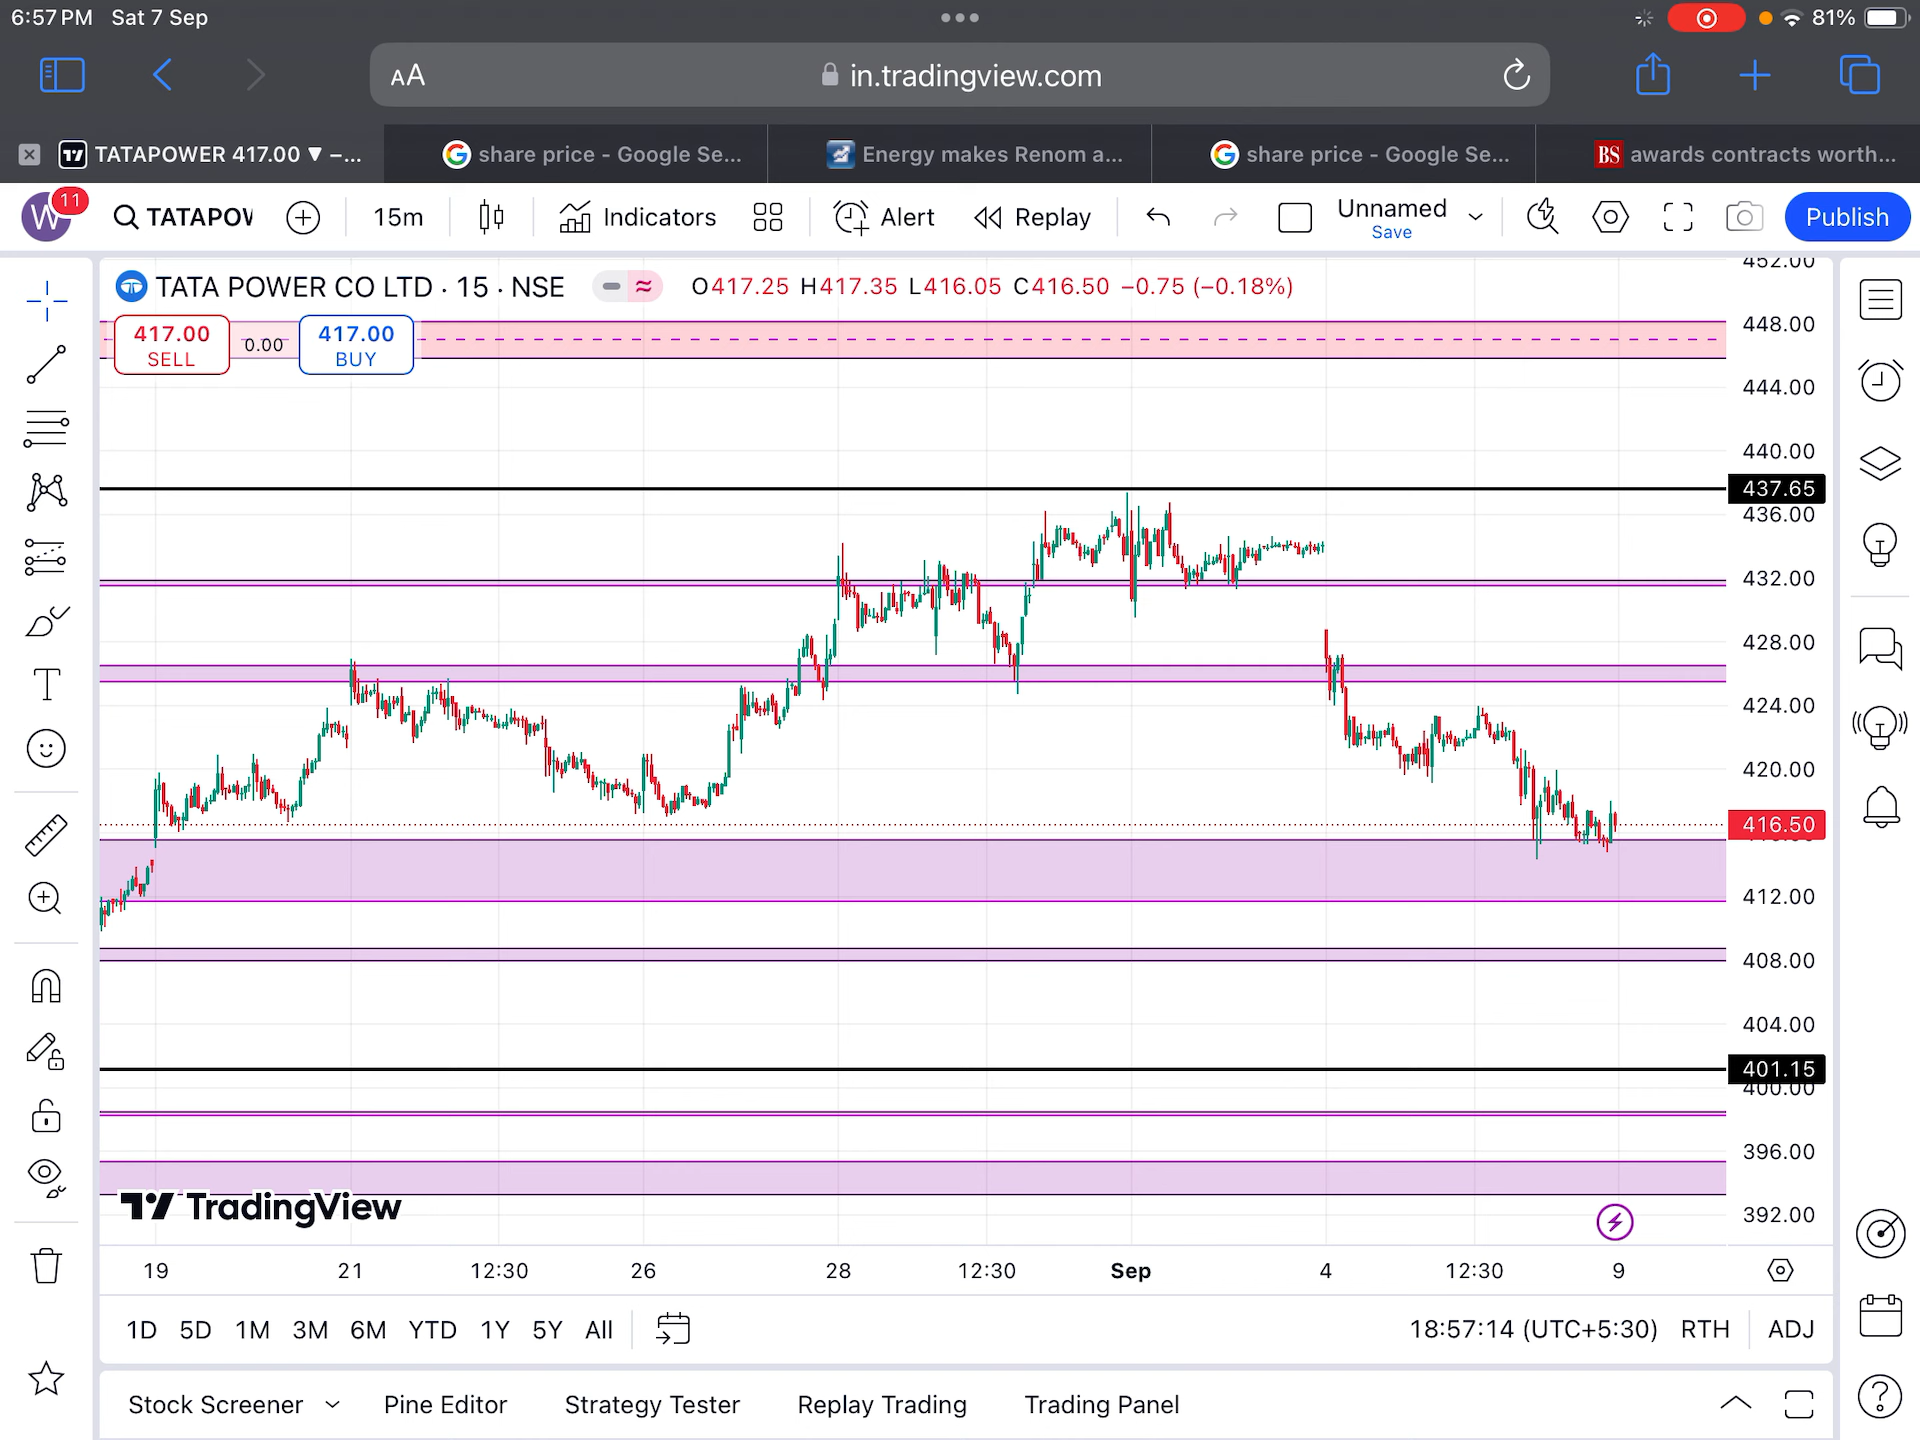 6:57 PM Sat 7 Sep
81%
AA in.tradingview.com
TATAPOWER 417.00 ▼ –...
share price - Google Se...
Energy makes Renom a...
share price - Google Se...
BS awards contracts worth...
W 11 TATAPOW 15m Indicators Alert Replay Unnamed Save Publish
TATA POWER CO LTD · 15 · NSE O417.25 H417.35 L416.05 C416.50 −0.75 (−0.18%)
417.00 SELL 0.00 417.00 BUY
452.00
448.00
444.00
440.00
437.65
436.00
432.00
428.00
424.00
420.00
416.50
412.00
408.00
404.00
401.15
400.00
396.00
392.00
TradingView
19 21 12:30 26 28 12:30 Sep 4 12:30 9
1D 5D 1M 3M 6M YTD 1Y 5Y All 18:57:14 (UTC+5:30) RTH ADJ
Stock Screener Pine Editor Strategy Tester Replay Trading Trading Panel